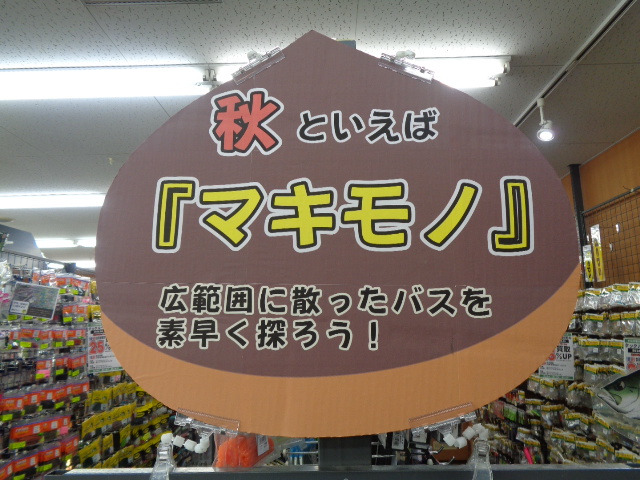 秋といえば
『マキモノ』
広範囲に散ったバスを
素早く探ろう！